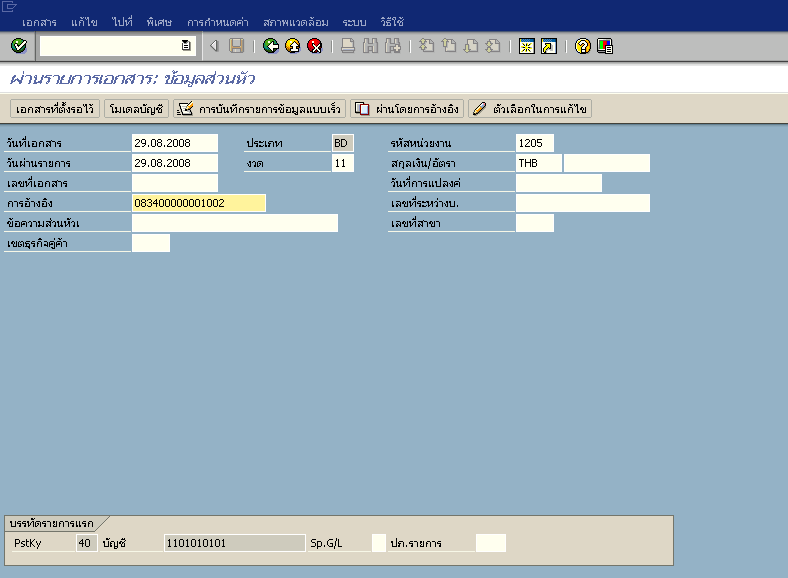 เอกสาร แก้ไข ไปที่ พิเศษ การกำหนดค่า สภาพแวดล้อม ระบบ วิธีใช้
ผ่านรายการเอกสาร: ข้อมูลส่วนหัว
เอกสารที่ตั้งรอไว้ โมเดลบัญชี การบันทึกรายการข้อมูลแบบเร็ว ผ่านโดยการอ้างอิง ตัวเลือกในการแก้ไข
วันที่เอกสาร 29.08.2008 ประเภท BD รหัสหน่วยงาน 1205
วันผ่านรายการ 29.08.2008 งวด 11 สกุลเงิน/อัตรา THB
เลขที่เอกสาร วันที่การแปลงค่
การอ้างอิง 083400000001002 เลขที่ระหว่างบ.
ข้อความส่วนหัวเ เลขที่สาขา
เขตธุรกิจคู่ค้า
บรรทัดรายการแรก
PstKy 40 บัญชี 1101010101 Sp.G/L ปภ.รายการ